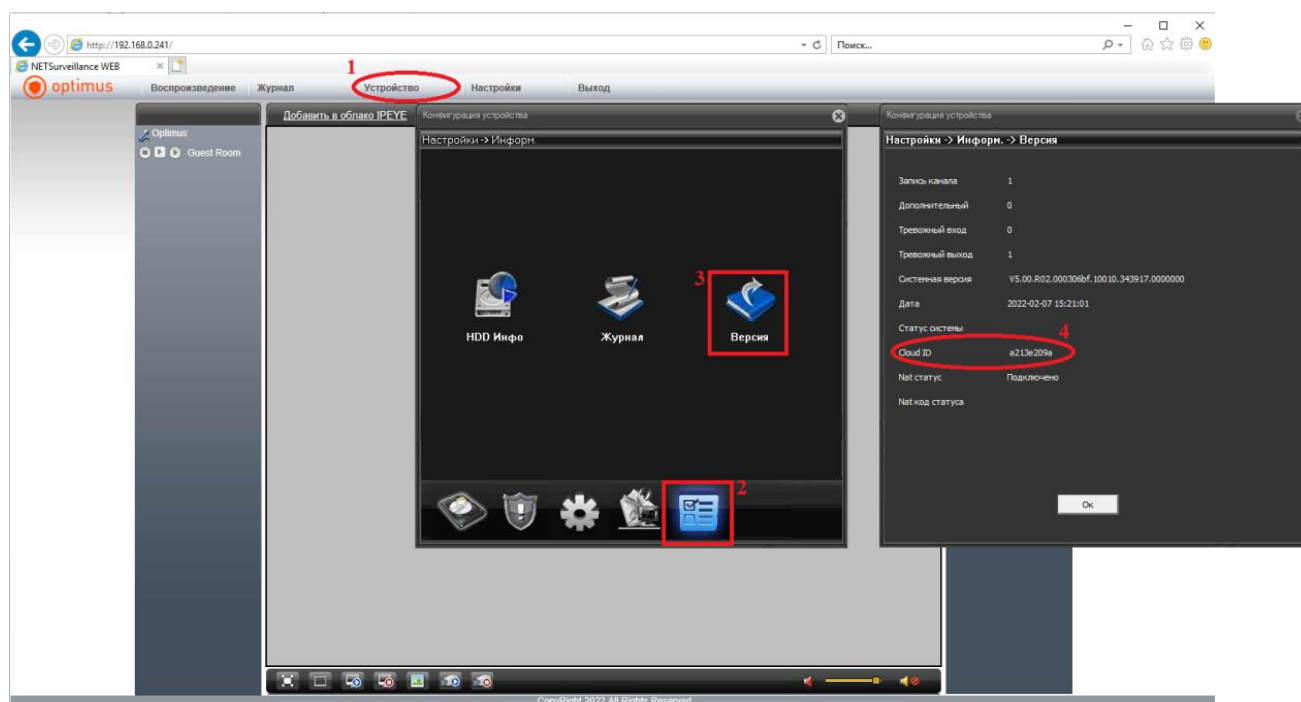 http://192.168.0.241/
Поиск...
NETSurveillance WEB
1
optimus Воспроизведение Журнал Устройство Настройки Выход
Добавить в облако IPEYE
Optimus
Guest Room
Конфигурация устройства
Настройки -> Информ.
3
HDD Инфо Журнал Версия
2
Конфигурация устройства
Настройки -> Информ. -> Версия
Запись канала 1
Дополнительный 0
Тревожный вход 0
Тревожный выход 1
Системная версия V5.00.R02.000306bf.10010.343917.0000000
Дата 2022-02-07 15:21:01
Статус системы
4
Cloud ID a213e209a
Nat статус Подключено
Nat код статуса
Ок
CopyRight 2022 All Rights Reserved